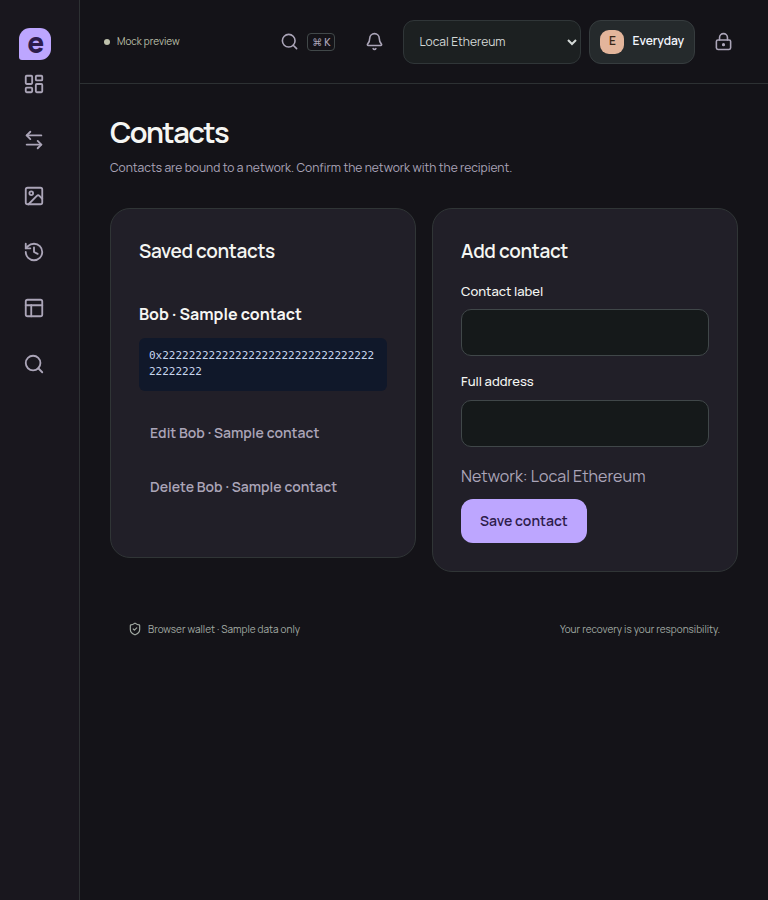 e
Mock preview
⌘ K
Local Ethereum
E
Everyday
Contacts
Contacts are bound to a network. Confirm the network with the recipient.
Saved contacts
Bob · Sample contact
0x22222222222222222222222222222222
22222222
Edit Bob · Sample contact
Delete Bob · Sample contact
Add contact
Contact label
Full address
Network: Local Ethereum
Save contact
Browser wallet · Sample data only
Your recovery is your responsibility.